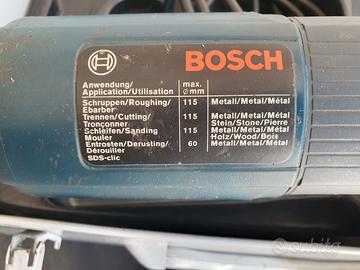 BOSCH
Anwendung/ max.
Application/Utilisation ⌀ mm
Schruppen/Roughing/ 115 Metall/Metal/Métal
Ebarber
Trennen/Cutting/ 115 Metall/Metal/Métal
Tronçonner Stein/Stone/Pierre
Schleifen/Sanding 115 Metall/Metal/Métal
Mouler Holz/Wood/Bois
Entrosten/Derusting/ 60 Metall/Metal/Métal
Dérouiller
SDS-clic
subito